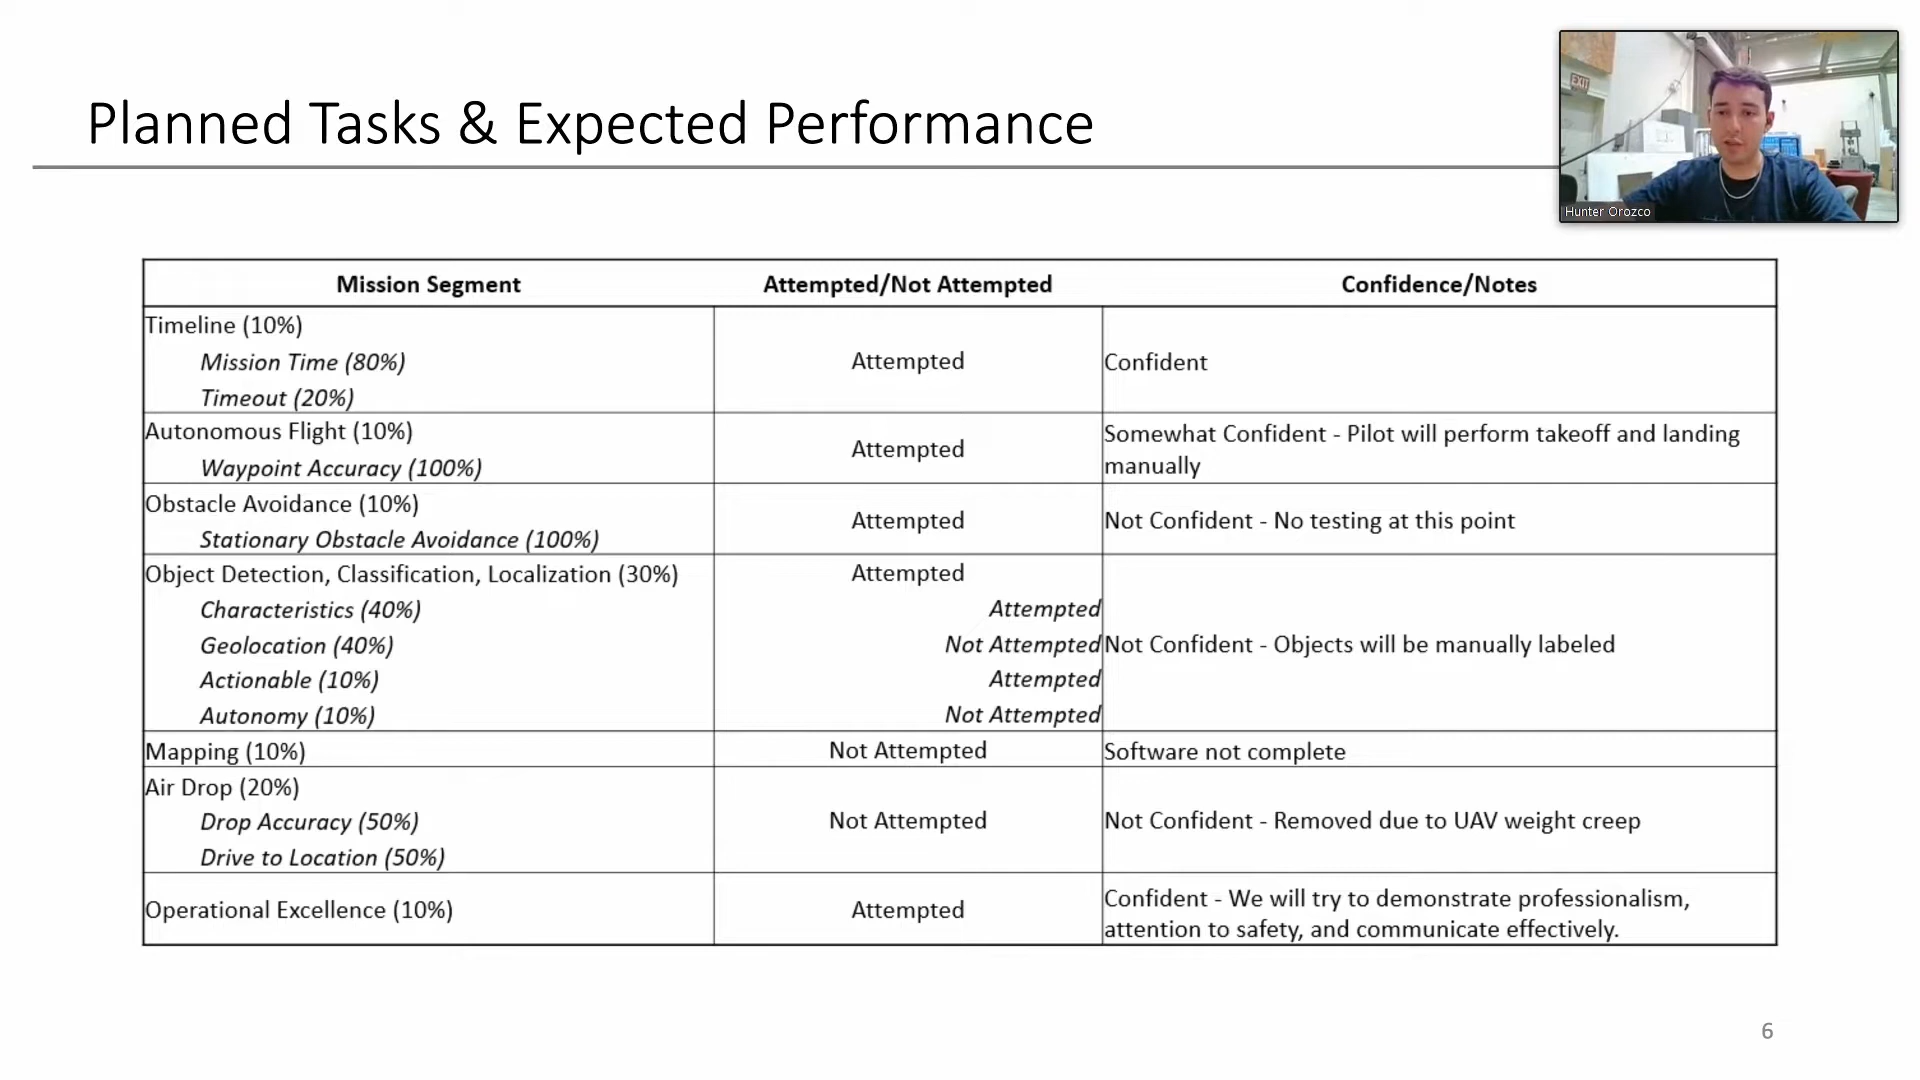 Planned Tasks & Expected Performance
EXIT
Hunter Orozco
Mission Segment
Attempted/Not Attempted
Confidence/Notes
Timeline (10%)
Mission Time (80%)
Timeout (20%)
Attempted
Confident
Autonomous Flight (10%)
Waypoint Accuracy (100%)
Attempted
Somewhat Confident - Pilot will perform takeoff and landing
manually
Obstacle Avoidance (10%)
Stationary Obstacle Avoidance (100%)
Attempted
Not Confident - No testing at this point
Object Detection, Classification, Localization (30%)
Attempted
Characteristics (40%)
Attempted
Geolocation (40%)
Not Attempted
Not Confident - Objects will be manually labeled
Actionable (10%)
Attempted
Autonomy (10%)
Not Attempted
Mapping (10%)
Not Attempted
Software not complete
Air Drop (20%)
Drop Accuracy (50%)
Drive to Location (50%)
Not Attempted
Not Confident - Removed due to UAV weight creep
Operational Excellence (10%)
Attempted
Confident - We will try to demonstrate professionalism,
attention to safety, and communicate effectively.
6